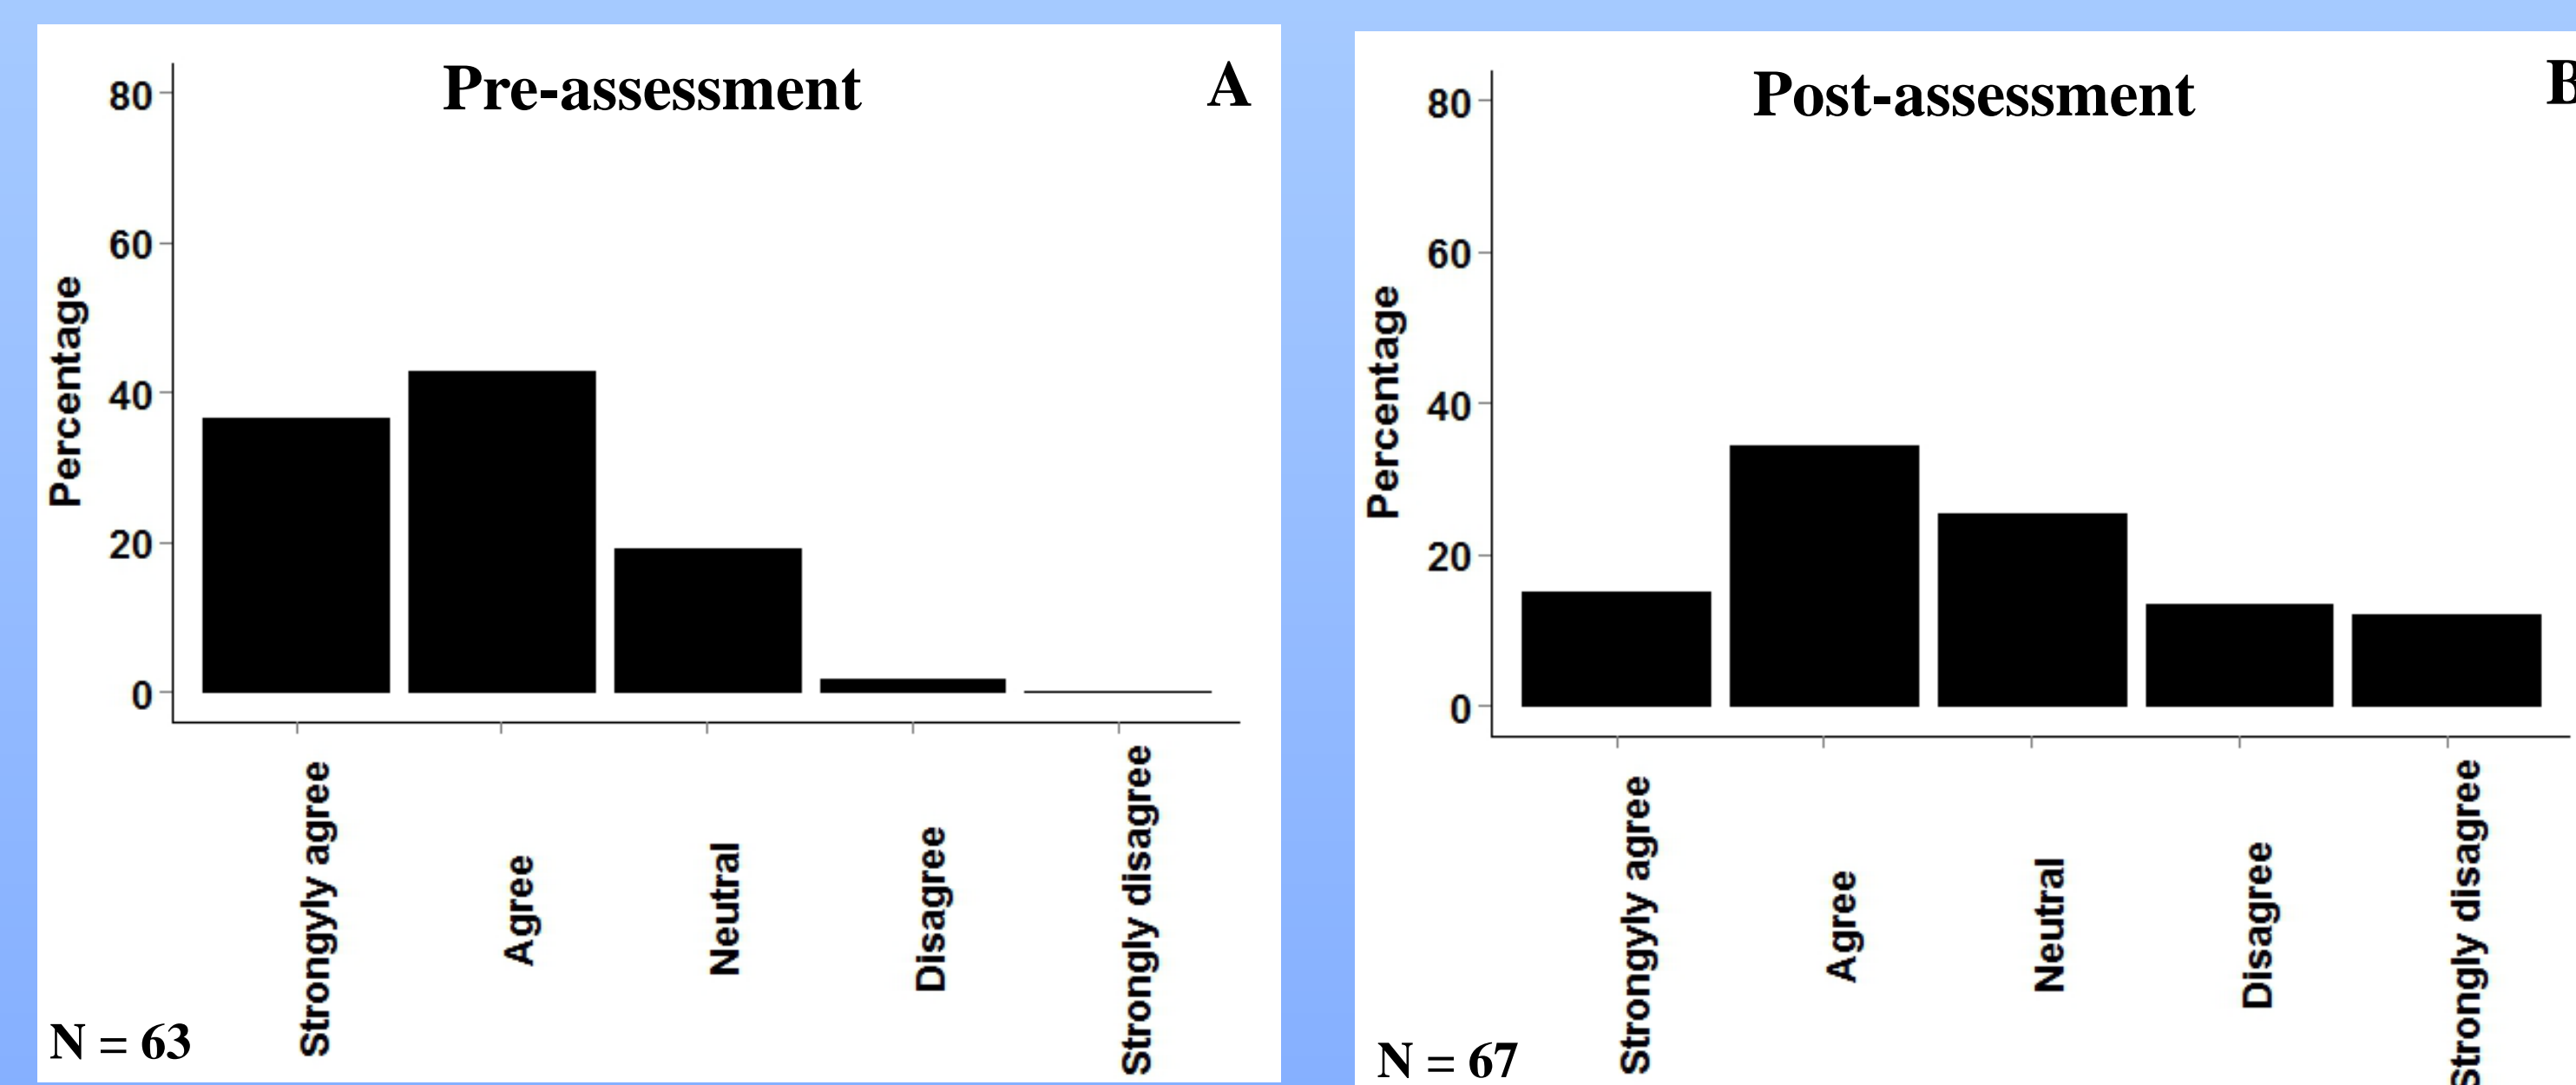 Pre-assessment
A
80
60
40
20
0
Percentage
Strongyly agree
Agree
Neutral
Disagree
Strongly disagree
N = 63
Post-assessment
B
80
60
40
20
0
Percentage
Strongyly agree
Agree
Neutral
Disagree
Strongly disagree
N = 67